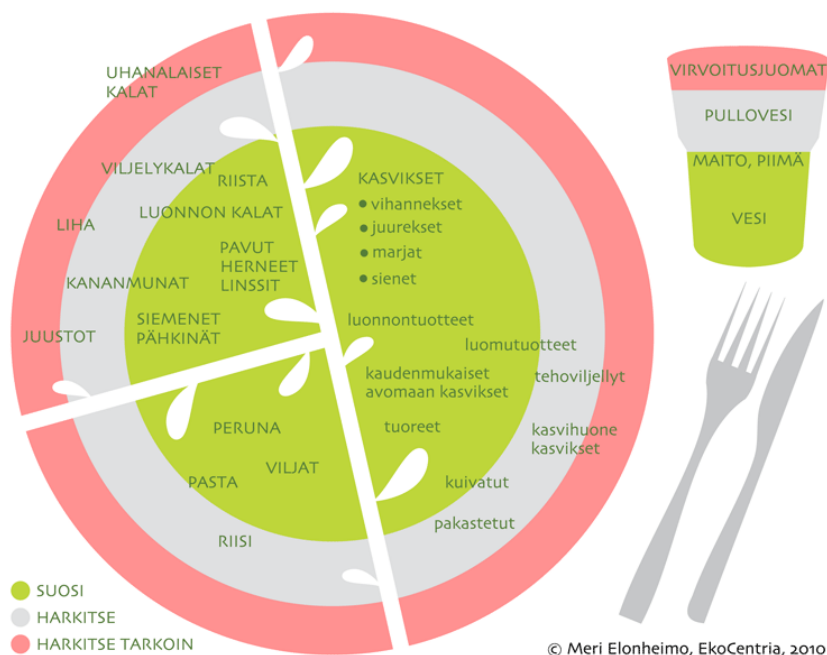 UHANALAISET
KALAT
VILJELYKALAT
RIISTA
LUONNON KALAT
LIHA
PAVUT
HERNEET
LINSSIT
KANANMUNAT
SIEMENET
PÄHKINÄT
JUUSTOT
KASVIKSET
• vihannekset
• juurekset
• marjat
• sienet
luonnontuotteet
luomutuotteet
kaudenmukaiset
avomaan kasvikset
tehoviljellyt
tuoreet
kasvihuone
kasvikset
kuivatut
pakastetut
PERUNA
VILJAT
PASTA
RIISI
VIRVOITUSJUOMAT
PULLOVESI
MAITO, PIIMÄ
VESI
SUOSI
HARKITSE
HARKITSE TARKOIN
© Meri Elonheimo, EkoCentria, 2010